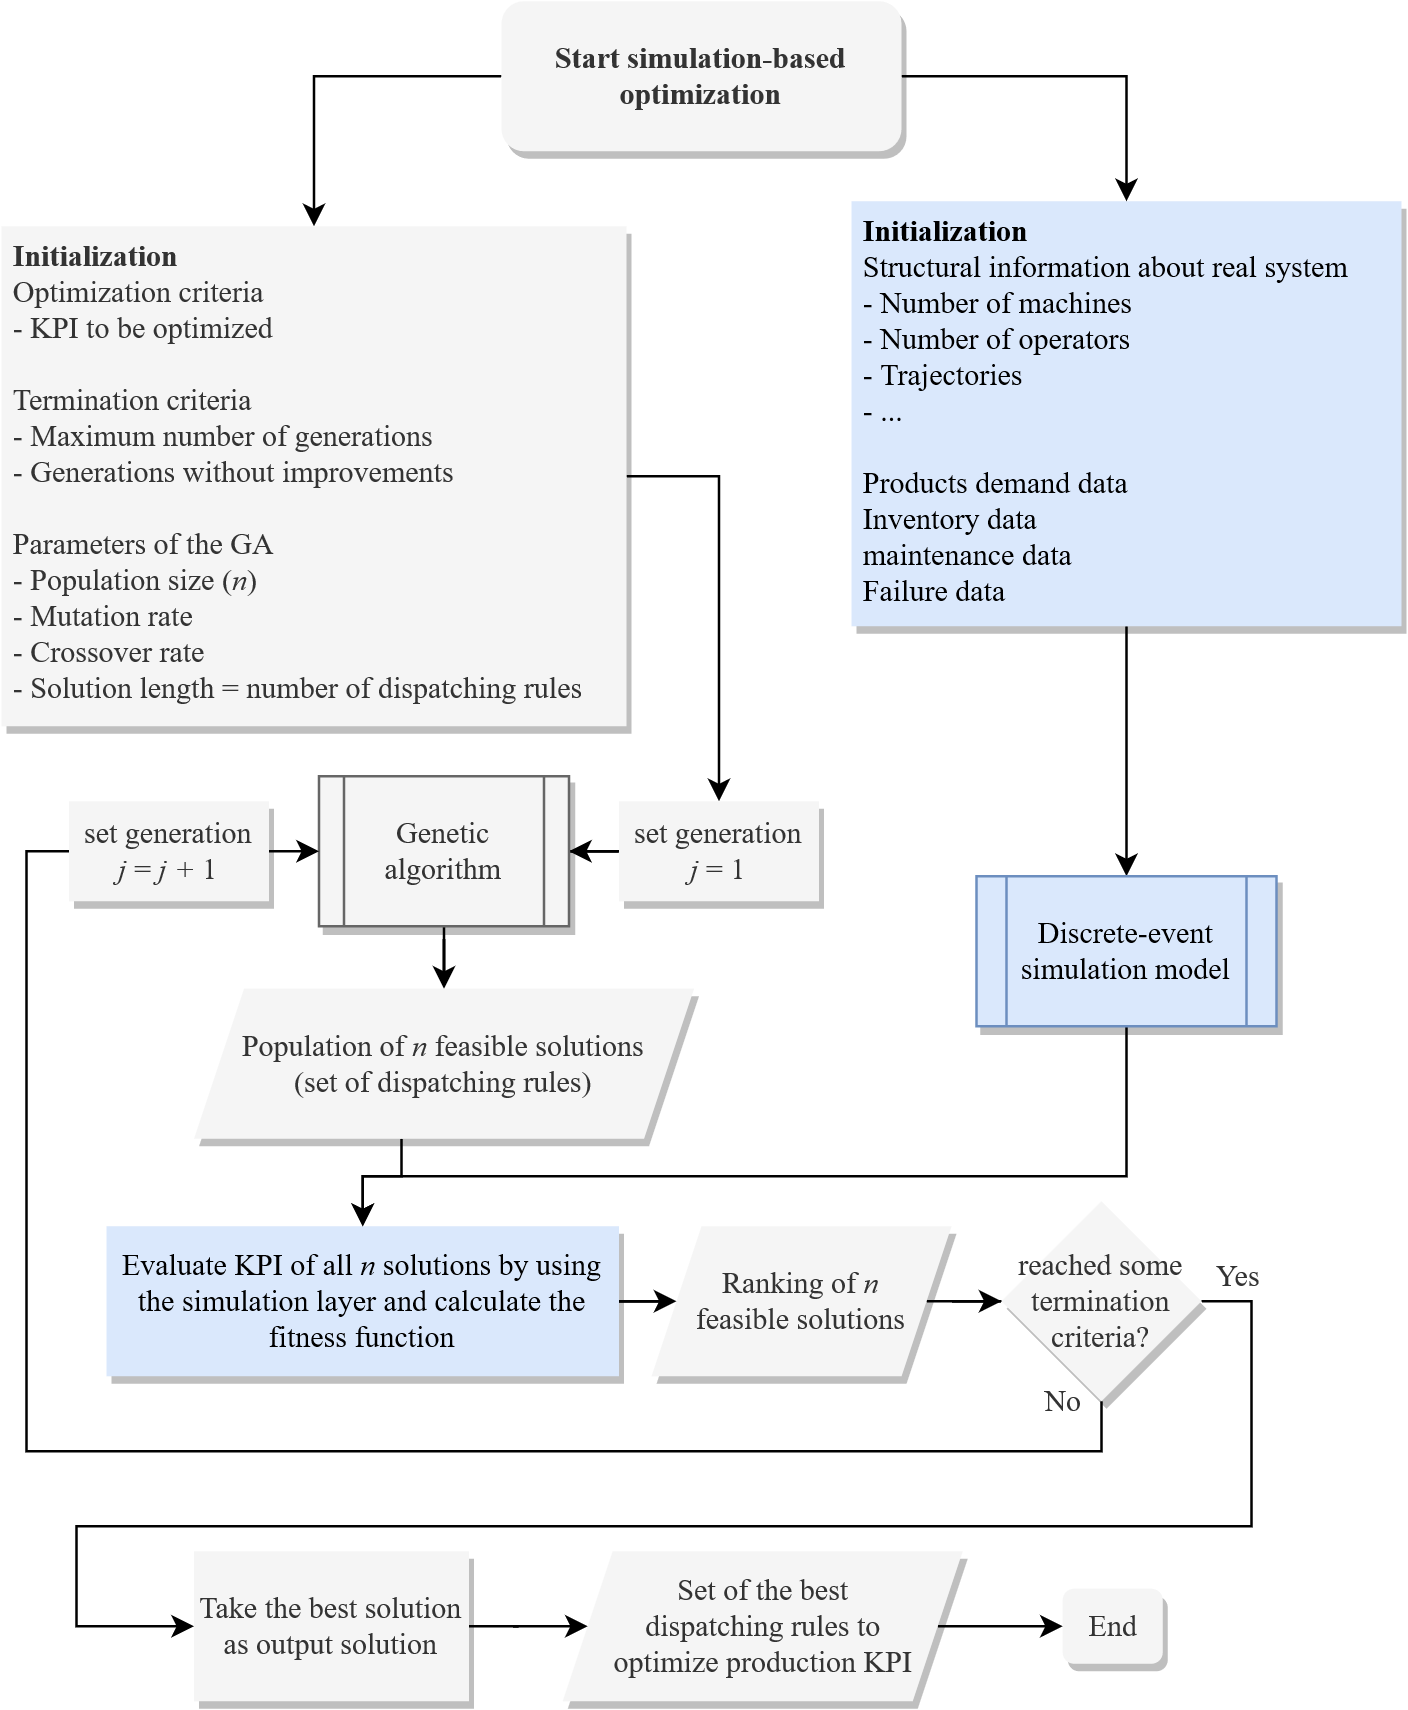 Start simulation-based
optimization
Initialization
Optimization criteria
- KPI to be optimized
Termination criteria
- Maximum number of generations
- Generations without improvements
Parameters of the GA
- Population size (n)
- Mutation rate
- Crossover rate
- Solution length = number of dispatching rules
Initialization
Structural information about real system
- Number of machines
- Number of operators
- Trajectories
- ...
Products demand data
Inventory data
maintenance data
Failure data
set generation
j = j + 1
Genetic
algorithm
set generation
j = 1
Discrete-event
simulation model
Population of n feasible solutions
(set of dispatching rules)
Evaluate KPI of all n solutions by using
the simulation layer and calculate the
fitness function
Ranking of n
feasible solutions
reached some
termination
criteria?
Yes
No
Take the best solution
as output solution
Set of the best
dispatching rules to
optimize production KPI
End